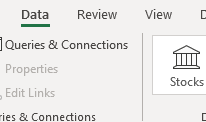 Data Review View
Queries & Connections
Properties
Edit Links
Stocks
ries & Connections